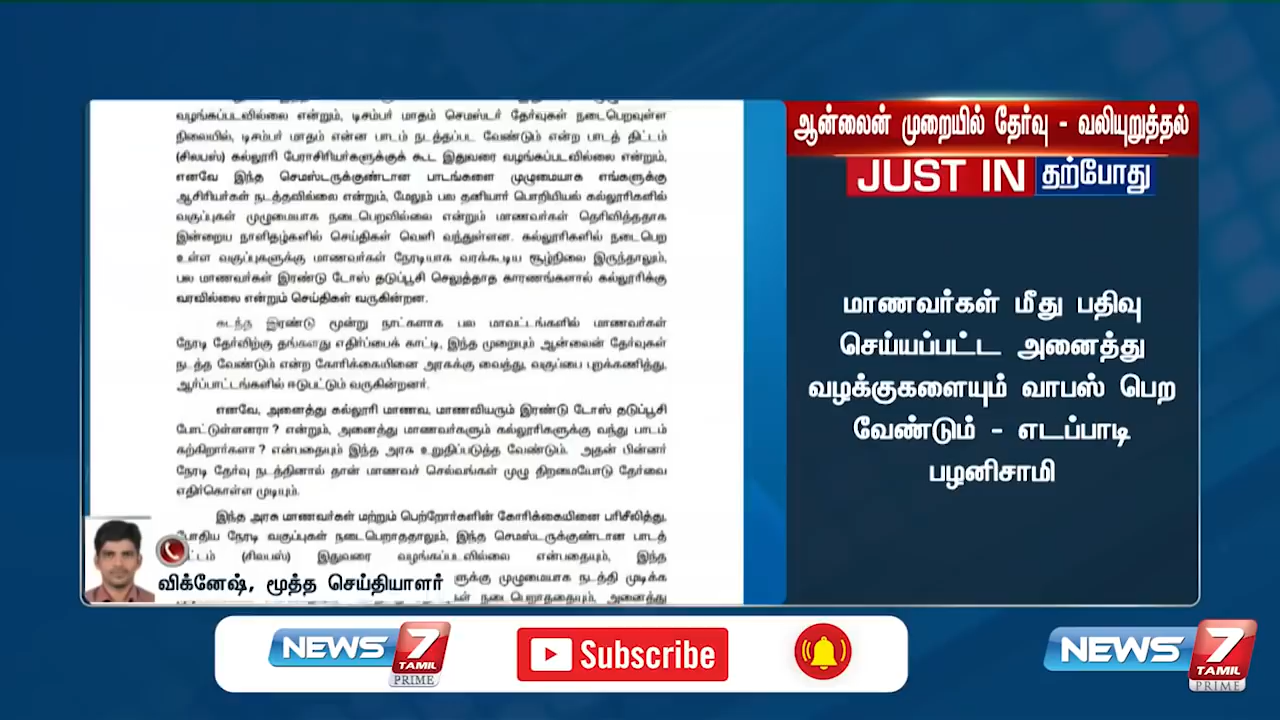 வழங்கப்படவில்லை என்றும், டிசம்பர் மாதம் செமஸ்டர் தேர்வுகள் நடைபெறவுள்ள
நிலையில், டிசம்பர் மாதம் என்ன பாடம் நடத்தப்பட வேண்டும் என்ற பாடத் திட்டம்
(சிலபஸ்) கல்லூரி பேராசிரியர்களுக்குக் கூட இதுவரை வழங்கப்படவில்லை என்றும்,
எனவே இந்த செமஸ்டருக்குண்டான பாடங்களை முழுமையாக எங்களுக்கு
ஆசிரியர்கள் நடத்தவில்லை என்றும், மேலும் பல தனியார் பொறியியல் கல்லூரிகளில்
வகுப்புகள் முழுமையாக நடைபெறவில்லை என்றும் மாணவர்கள் தெரிவித்ததாக
இன்றைய நாளிதழ்களில் செய்திகள் வெளி வந்துள்ளன. கல்லூரிகளில் நடைபெற
உள்ள வகுப்புகளுக்கு மாணவர்கள் நேரடியாக வரக்கூடிய சூழ்நிலை இருந்தாலும்,
பல மாணவர்கள் இரண்டு டோஸ் தடுப்பூசி செலுத்தாத காரணங்களால் கல்லூரிக்கு
வரவில்லை என்றும் செய்திகள் வருகின்றன.
கடந்த இரண்டு மூன்று நாட்களாக பல மாவட்டங்களில் மாணவர்கள்
நேரடி தேர்விற்கு தங்களது எதிர்ப்பைக் காட்டி, இந்த முறையும் ஆன்லைன் தேர்வுகள்
நடத்த வேண்டும் என்ற கோரிக்கையினை அரசுக்கு வைத்து, வகுப்பை புறக்கணித்து,
ஆர்ப்பாட்டங்களில் ஈடுபட்டும் வருகின்றனர்.
எனவே, அனைத்து கல்லூரி மாணவ, மாணவியரும் இரண்டு டோஸ் தடுப்பூசி
போட்டுள்ளனரா? என்றும், அனைத்து மாணவர்களும் கல்லூரிகளுக்கு வந்து பாடம்
கற்கிறார்களா? என்பதையும் இந்த அரசு உறுதிப்படுத்த வேண்டும். அதன் பின்னர்
நேரடி தேர்வு நடத்தினால் தான் மாணவச் செல்வங்கள் முழு திறமையோடு தேர்வை
எதிர்கொள்ள முடியும்.
இந்த அரசு மாணவர்கள் மற்றும் பெற்றோர்களின் கோரிக்கையினை பரிசீலித்து,
போதிய நேரடி வகுப்புகள் நடைபெறாததாலும், இந்த செமஸ்டருக்குண்டான பாடத்
(சிலபஸ்) இதுவரை வழங்கப்படவில்லை என்பதையும், இந்த
முழுமையாக நடத்தி முடிக்க
நடைபெறாததையும், அனைத்து
விக்னேஷ், மூத்த செய்தியாளர்
ஆன்லைன் முறையில் தேர்வு - வலியுறுத்தல்
JUST IN தற்போது
மாணவர்கள் மீது பதிவு
செய்யப்பட்ட அனைத்து
வழக்குகளையும் வாபஸ் பெற
வேண்டும் - எடப்பாடி
பழனிசாமி
NEWS 7 TAMIL PRIME
Subscribe
NEWS 7 TAMIL PRIME